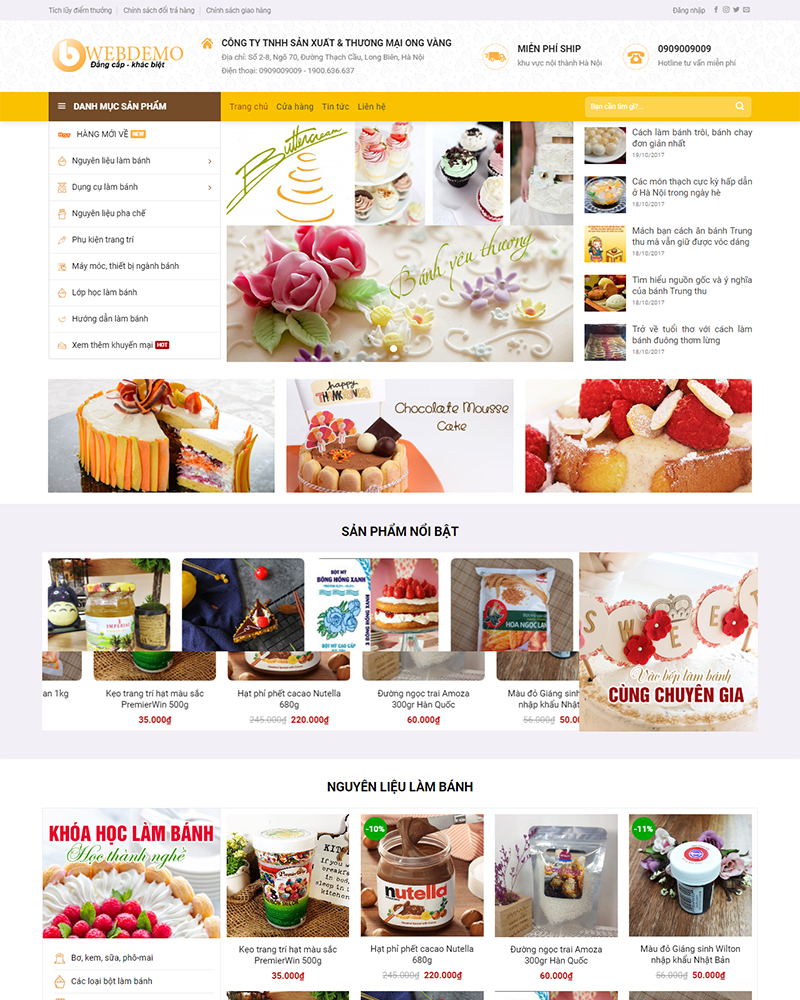 Tích lũy điểm thưởng
Chính sách đổi trả hàng
Chính sách giao hàng
Đăng nhập
WEBDEMO
Đẳng cấp - khác biệt
CÔNG TY TNHH SẢN XUẤT & THƯƠNG MẠI ONG VÀNG
Địa chỉ: Số 2-8, Ngõ 70, Đường Thạch Cầu, Long Biên, Hà Nội
Điện thoại: 0909009009 - 1900.636.637
MIỄN PHÍ SHIP
khu vực nội thành Hà Nội
0909009009
Hotline tư vấn miễn phí
DANH MỤC SẢN PHẨM
Trang chủ
Cửa hàng
Tin tức
Liên hệ
Bạn cần tìm gì?...
HÀNG MỚI VỀ NEW
Nguyên liệu làm bánh
Dụng cụ làm bánh
Nguyên liệu pha chế
Phụ kiện trang trí
Máy móc, thiết bị ngành bánh
Lớp học làm bánh
Hướng dẫn làm bánh
Xem thêm khuyến mại HOT
Buttercream
Bánh yêu thương
Cách làm bánh trôi, bánh chay
đơn giản nhất
19/10/2017
Các món thạch cực kỳ hấp dẫn
ở Hà Nội trong ngày hè
18/10/2017
Mách bạn cách ăn bánh Trung
thu mà vẫn giữ được vóc dáng
18/10/2017
Tìm hiểu nguồn gốc và ý nghĩa
của bánh Trung thu
18/10/2017
Trở về tuổi thơ với cách làm
bánh đuông thơm lừng
18/10/2017
happy
THANKSGIVING
Chocolate Mousse
Cake
SẢN PHẨM NỔI BẬT
IMPERIAL
BỘT MỲ
BÔNG HỒNG XANH
BỘT MỲ CAO CẤP
HOA NGỌC LAN
SWEET
Vào bếp làm bánh
CÙNG CHUYÊN GIA
an 1kg
Kẹo trang trí hạt màu sắc
PremierWin 500g
35.000₫
Hạt phỉ phết cacao Nutella
680g
245.000₫ 220.000₫
Đường ngọc trai Amoza
300gr Hàn Quốc
60.000₫
Màu đỏ Giáng sinh
nhập khẩu Nhật
56.000₫ 50.0
NGUYÊN LIỆU LÀM BÁNH
KHÓA HỌC LÀM BÁNH
Học thành nghề
Bơ, kem, sữa, phô-mai
Các loại bột làm bánh
KITC
if you w
breakfast
in bed,
sleep in the
kitchen
Kẹo trang trí hạt màu sắc
PremierWin 500g
35.000₫
-10%
nutella
Hạt phỉ phết cacao Nutella
680g
245.000₫ 220.000₫
Đường ngọc trai Amoza
300gr Hàn Quốc
60.000₫
-11%
Màu đỏ Giáng sinh Wilton
nhập khẩu Nhật Bản
56.000₫ 50.000₫